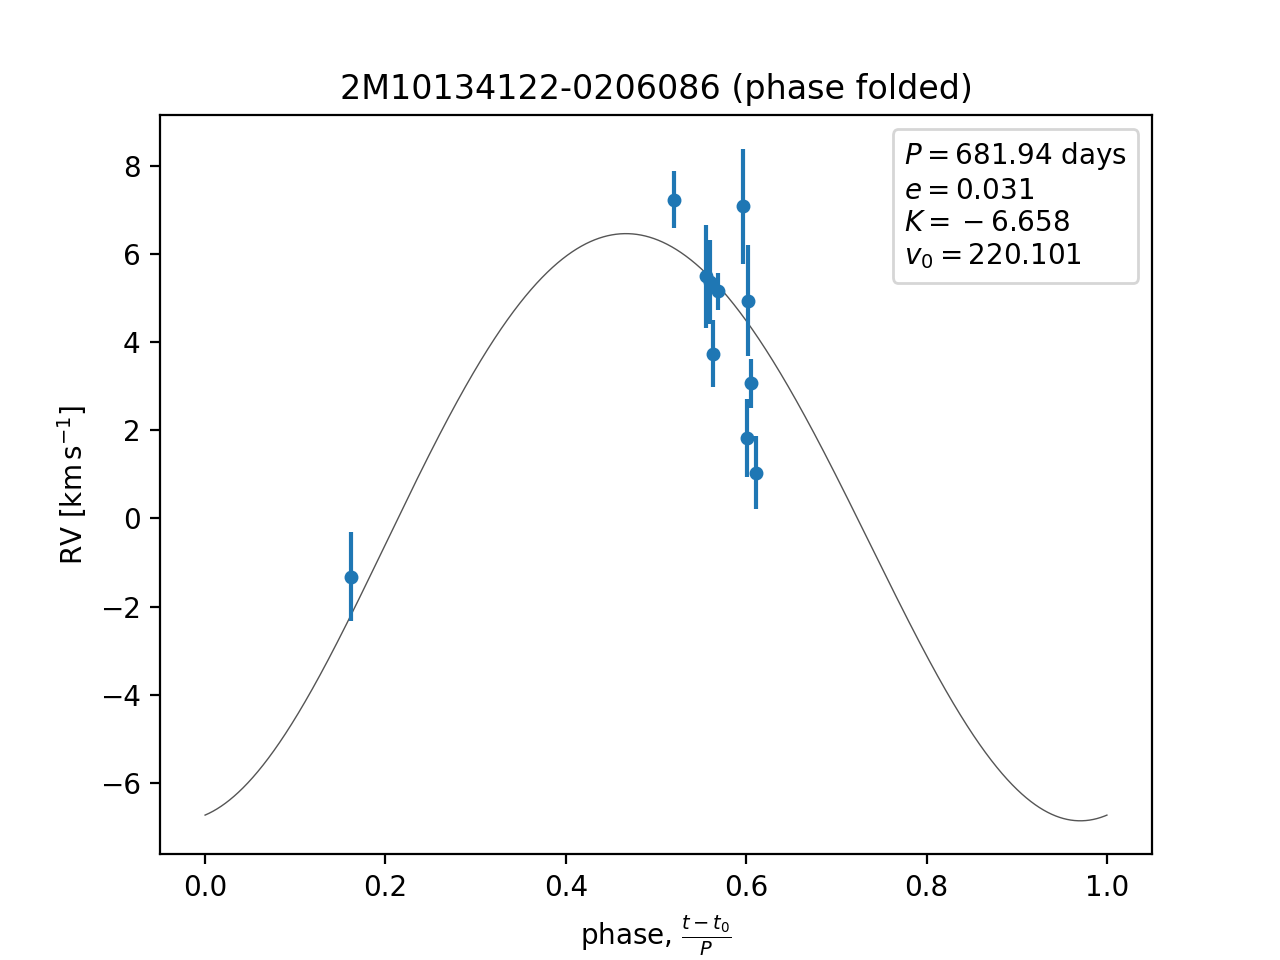 2M10134122-0206086 (phase folded)
P = 681.94 days
e = 0.031
K = −6.658
v₀ = 220.101
RV [km s⁻¹]
8
6
4
2
0
−2
−4
−6
0.0 0.2 0.4 0.6 0.8 1.0
phase, (t − t₀)/P